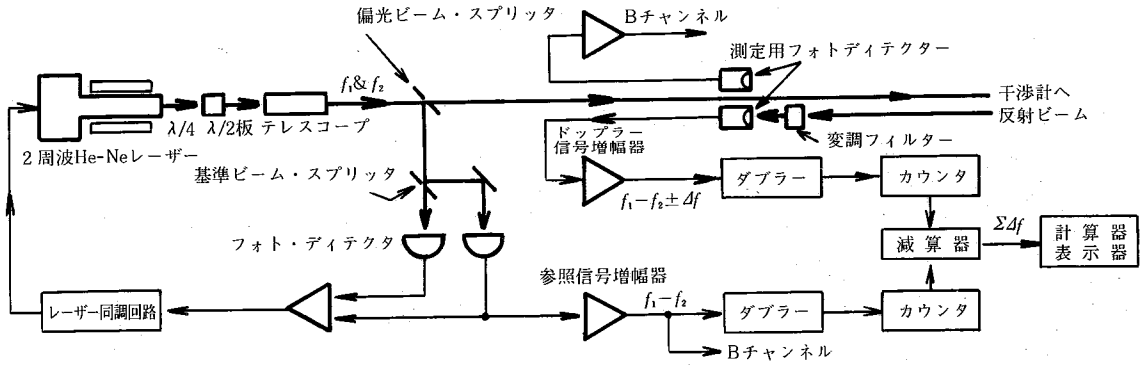 偏光ビーム・スプリッタ
Bチャンネル
測定用フォトディテクター
f₁&f₂
干渉計へ
反射ビーム
λ/4 λ/2板 テレスコープ
2周波He-Neレーザー
ドップラー
信号増幅器
変調フィルター
基準ビーム・スプリッタ
f₁−f₂±Δf
ダブラー
カウンタ
フォト・ディテクタ
減算器
ΣΔf
計算器
表示器
参照信号増幅器
レーザー同調回路
f₁−f₂
ダブラー
カウンタ
Bチャンネル